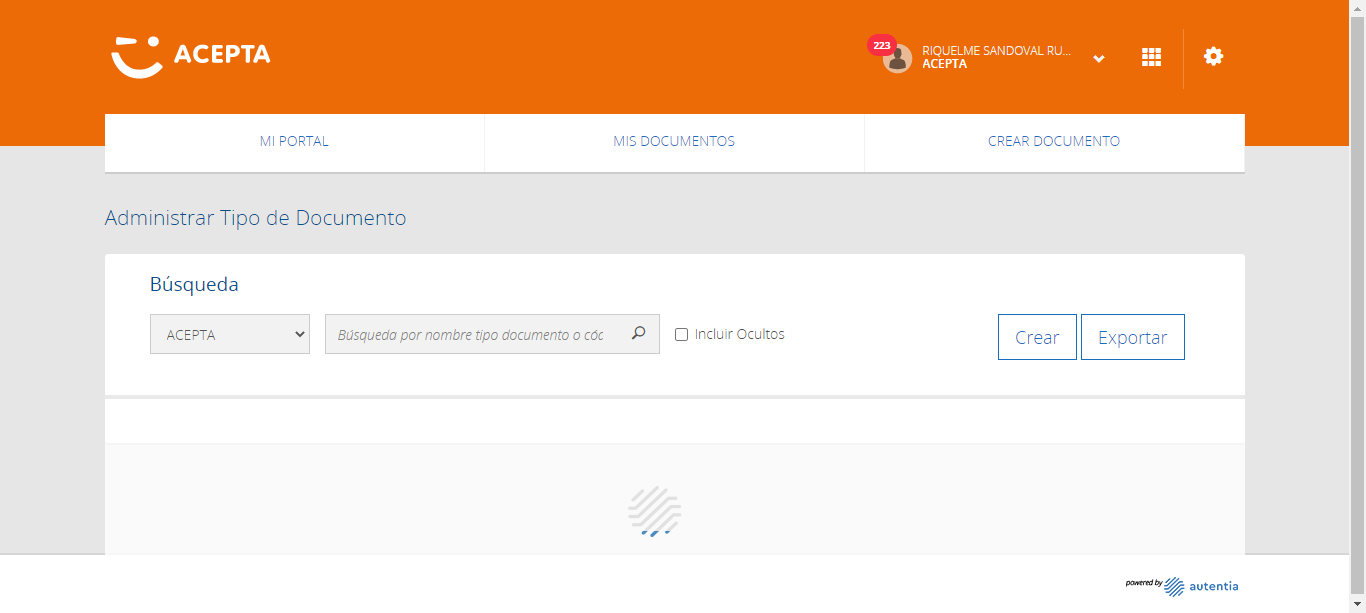 ACEPTA
223
RIQUELME SANDOVAL RU...
ACEPTA
MI PORTAL
MIS DOCUMENTOS
CREAR DOCUMENTO
Administrar Tipo de Documento
Búsqueda
ACEPTA
Búsqueda por nombre tipo documento o cóc
Incluir Ocultos
Crear
Exportar
powered by
autentia